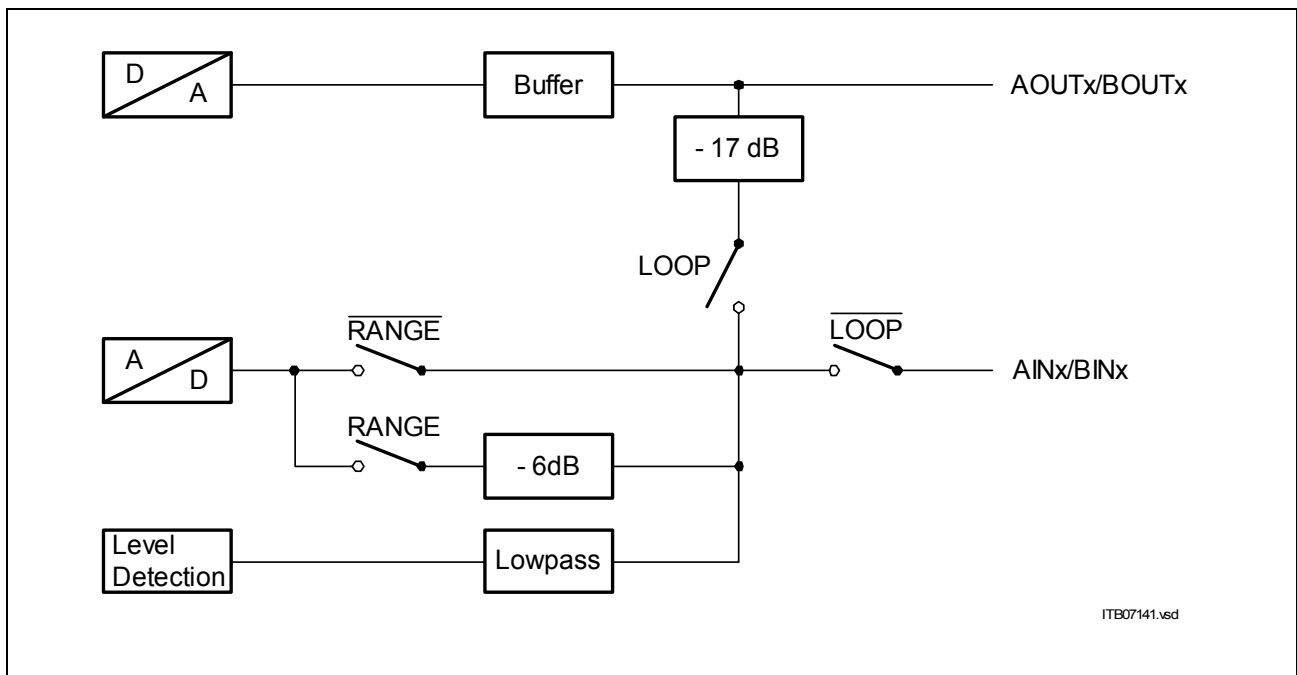 D
A
Buffer
AOUTx/BOUTx
- 17 dB
LOOP
A
D
RANGE
LOOP
AINx/BINx
RANGE
- 6dB
Level
Detection
Lowpass
ITB07141.vsd